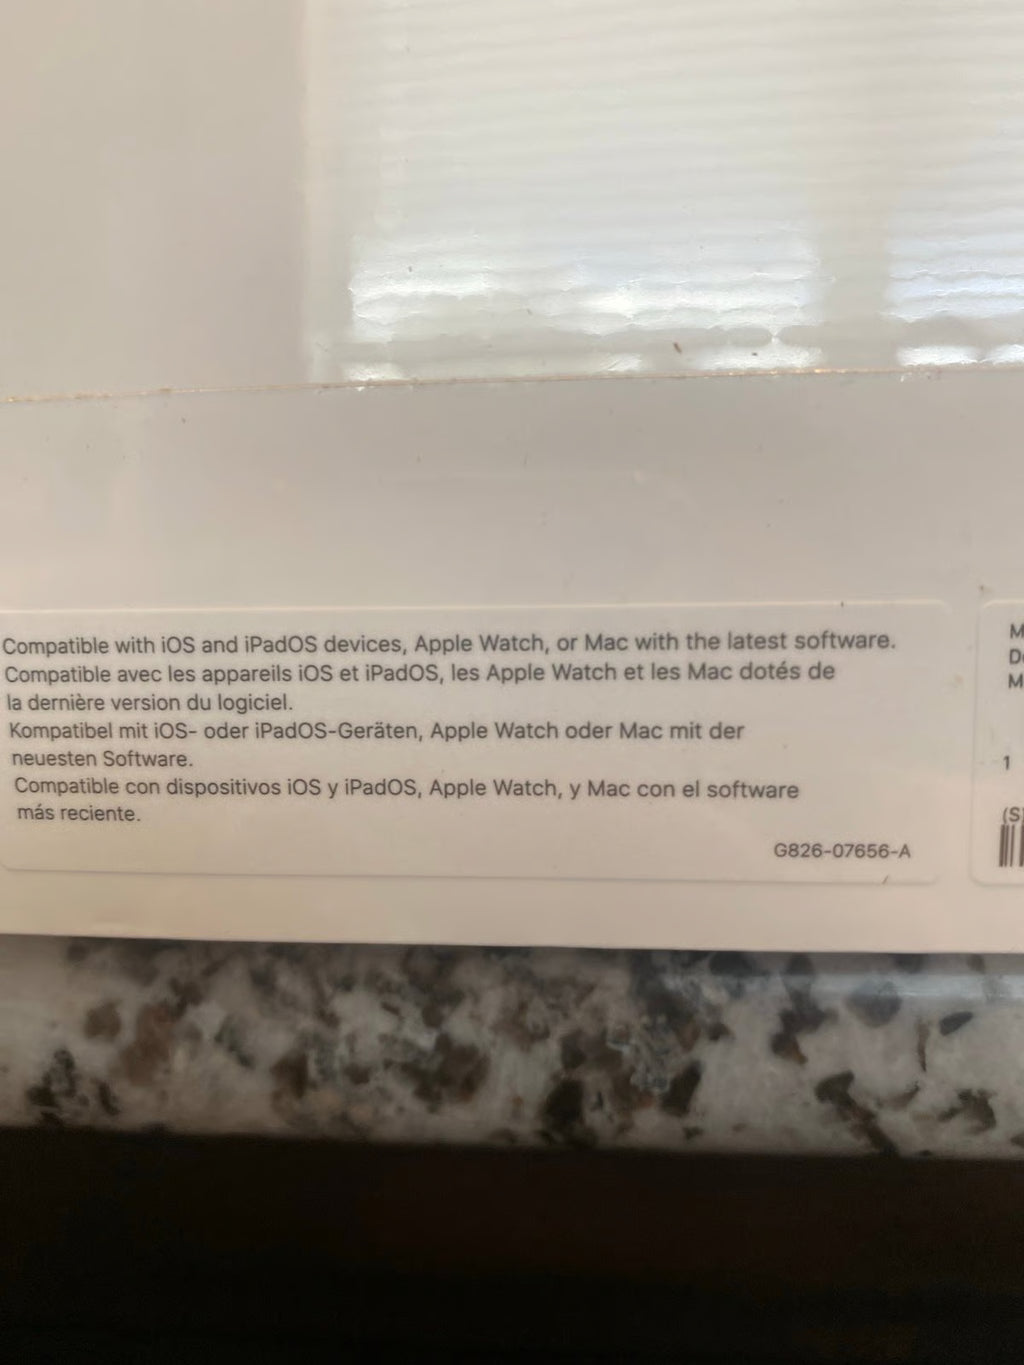 Compatible with iOS and iPadOS devices, Apple Watch, or Mac with the latest software.
Compatible avec les appareils iOS et iPadOS, les Apple Watch et les Mac dotés de
la dernière version du logiciel.
Kompatibel mit iOS- oder iPadOS-Geräten, Apple Watch oder Mac mit der
neuesten Software.
Compatible con dispositivos iOS y iPadOS, Apple Watch, y Mac con el software
más reciente.
G826-07656-A
1